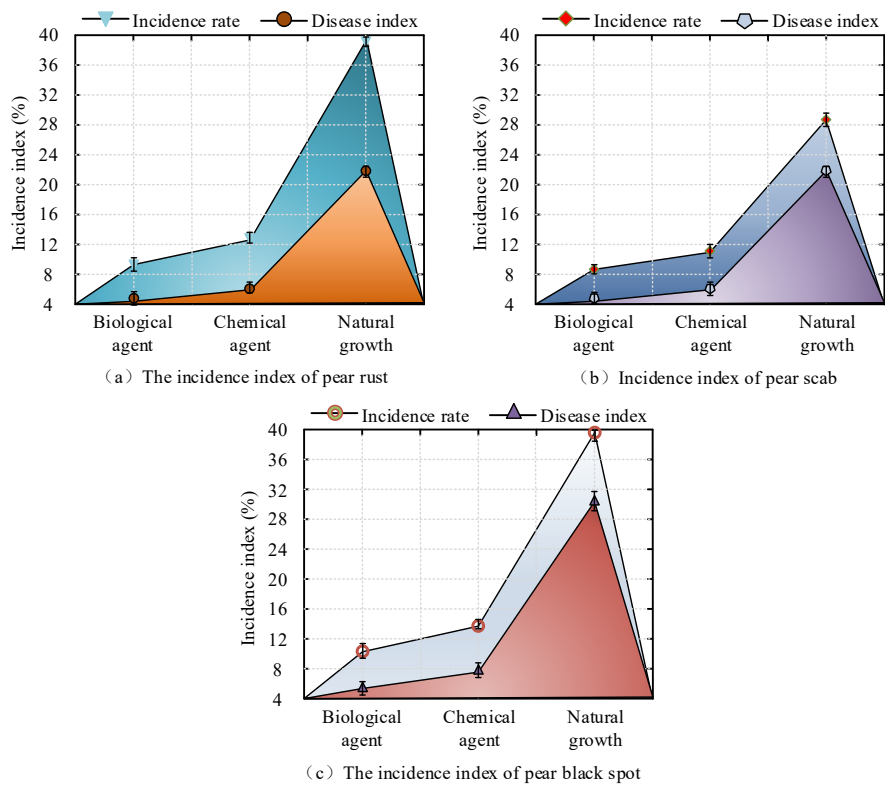 Incidence rate Disease index
40
36
32
28
24
20
16
12
8
4
Incidence index (%)
Biological agent
Chemical agent
Natural growth
（a）The incidence index of pear rust
Incidence rate Disease index
40
36
32
28
24
20
16
12
8
4
Incidence index (%)
Biological agent
Chemical agent
Natural growth
（b）Incidence index of pear scab
Incidence rate Disease index
40
36
32
28
24
20
16
12
8
4
Incidence index (%)
Biological agent
Chemical agent
Natural growth
（c）The incidence index of pear black spot